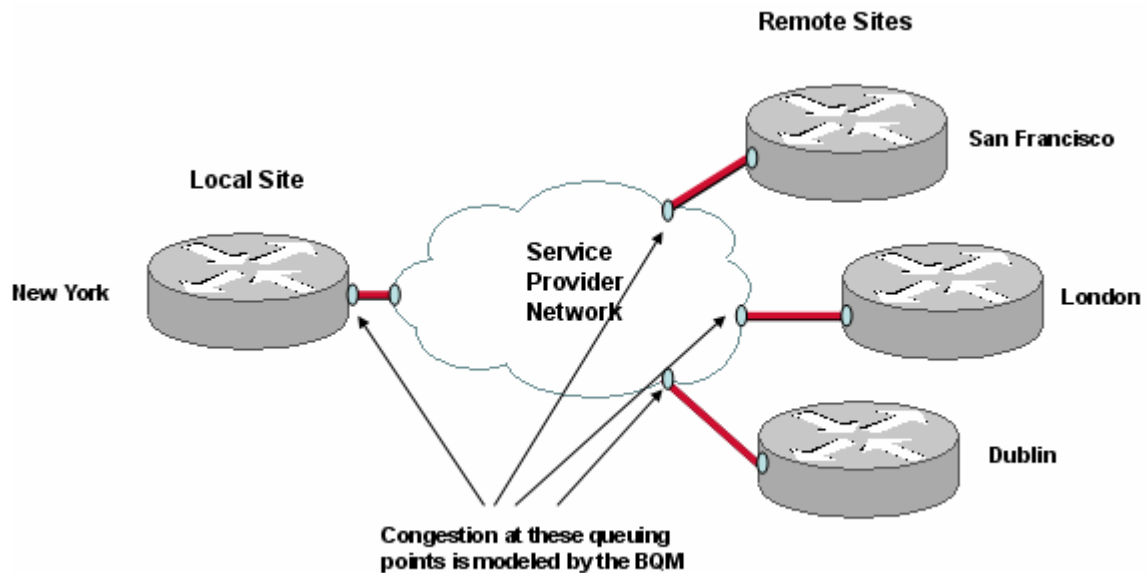 Remote Sites
San Francisco
Local Site
Service
Provider
Network
New York
London
Dublin
Congestion at these queuing
points is modeled by the BQM